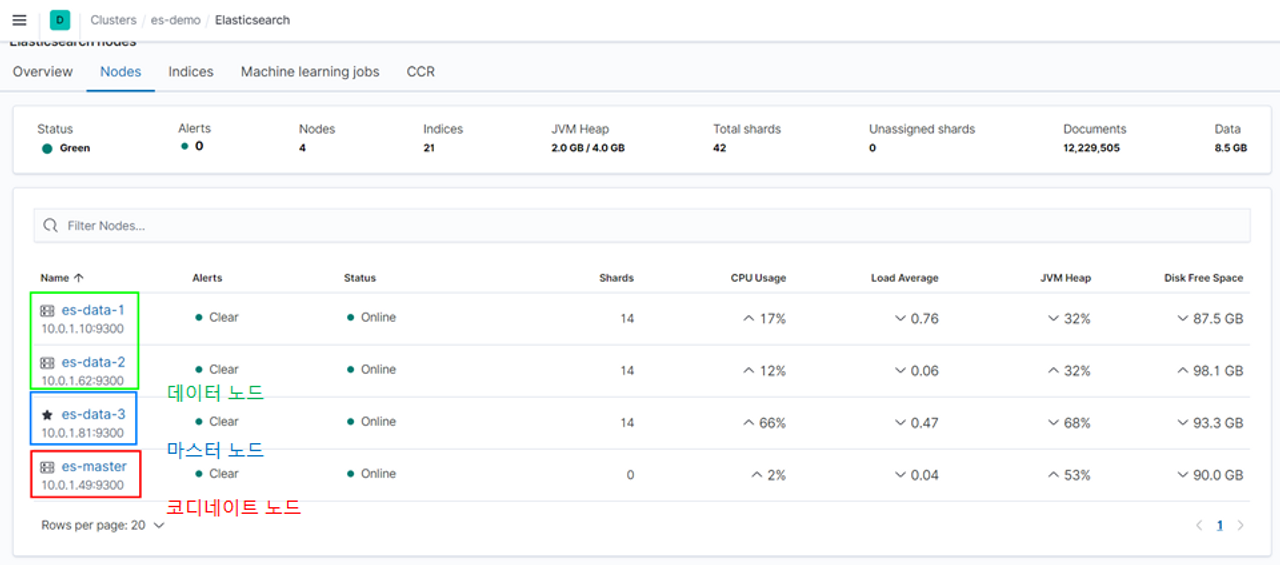 D Clusters / es-demo / Elasticsearch
Elasticsearch nodes
Overview Nodes Indices Machine learning jobs CCR
Status Alerts Nodes Indices JVM Heap Total shards Unassigned shards Documents Data
Green 0 4 21 2.0 GB / 4.0 GB 42 0 12,229,505 8.5 GB
Filter Nodes...
Name Alerts Status Shards CPU Usage Load Average JVM Heap Disk Free Space
es-data-1
10.0.1.10:9300
Clear Online 14 17% 0.76 32% 87.5 GB
es-data-2
10.0.1.62:9300
Clear Online 14 12% 0.06 32% 98.1 GB
데이터 노드
es-data-3
10.0.1.81:9300
Clear Online 14 66% 0.47 68% 93.3 GB
마스터 노드
es-master
10.0.1.49:9300
Clear Online 0 2% 0.04 53% 90.0 GB
코디네이트 노드
Rows per page: 20 1